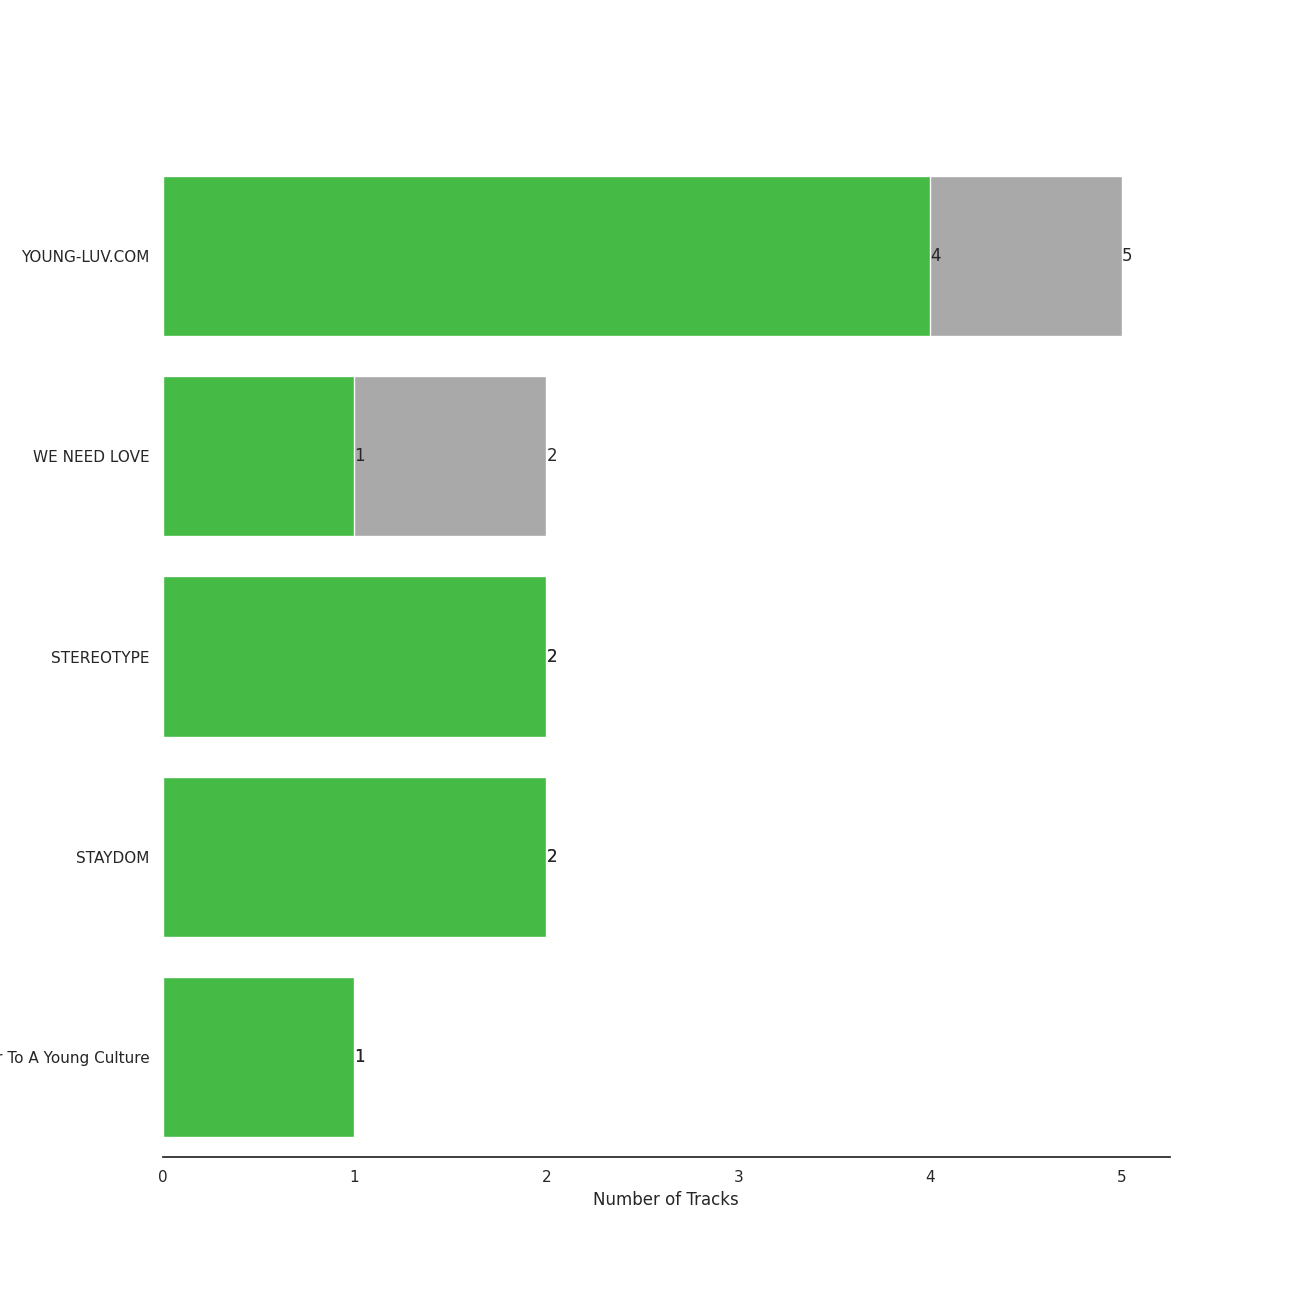 YOUNG-LUV.COM 4 5
WE NEED LOVE 1 2
STEREOTYPE 2
STAYDOM 2
To A Young Culture 1
0 1 2 3 4 5
Number of Tracks